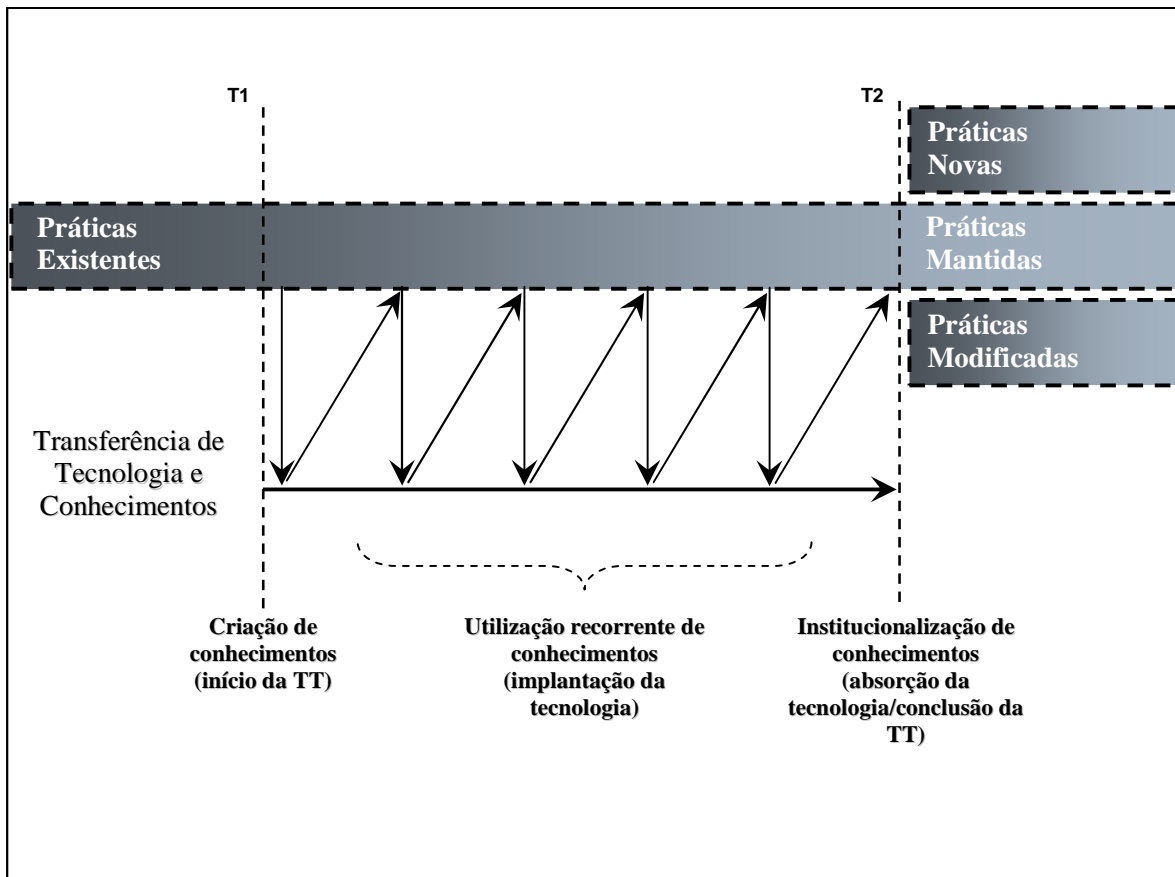 T1
T2
Práticas
Novas
Práticas
Existentes
Práticas
Mantidas
Práticas
Modificadas
Transferência de
Tecnologia e
Conhecimentos
Criação de
conhecimentos
(início da TT)
Utilização recorrente de
conhecimentos
(implantação da
tecnologia)
Institucionalização de
conhecimentos
(absorção da
tecnologia/conclusão da
TT)